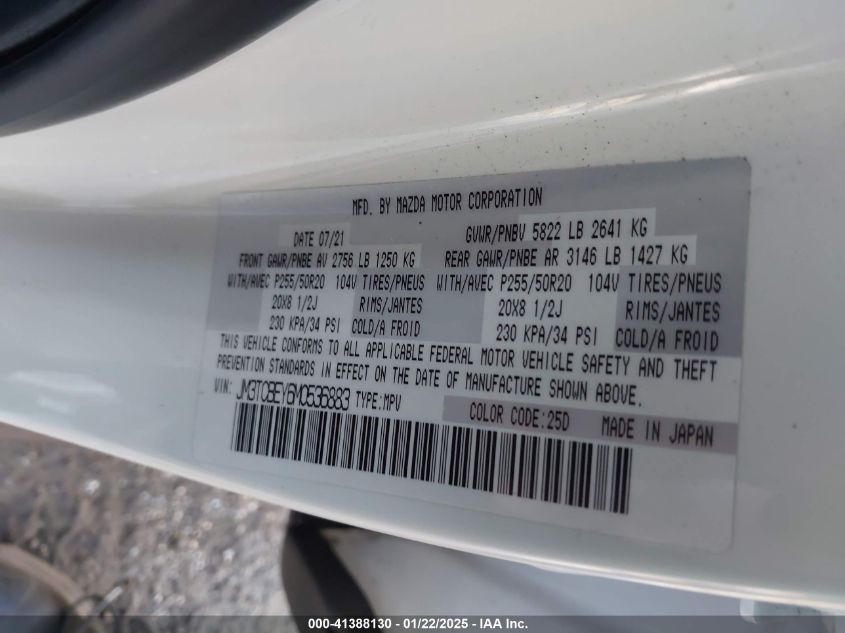 MFD. BY MAZDA MOTOR CORPORATION
DATE 07/21 GVWR/PNBV 5822 LB 2641 KG
FRONT GAWR/PNBE AV 2756 LB 1250 KG REAR GAWR/PNBE AR 3146 LB 1427 KG
WITH/AVEC P255/50R20 104V TIRES/PNEUS WITH/AVEC P255/50R20 104V TIRES/PNEUS
20X8 1/2J RIMS/JANTES 20X8 1/2J RIMS/JANTES
230 KPA/34 PSI COLD/A FROID 230 KPA/34 PSI COLD/A FROID
THIS VEHICLE CONFORMS TO ALL APPLICABLE FEDERAL MOTOR VEHICLE SAFETY AND THEFT
PREVENTION STANDARDS IN EFFECT ON THE DATE OF MANUFACTURE SHOWN ABOVE.
VIN: JM3TCBEY6M0536883 TYPE:MPV
COLOR CODE:25D MADE IN JAPAN
000-41388130 - 01/22/2025 - IAA Inc.